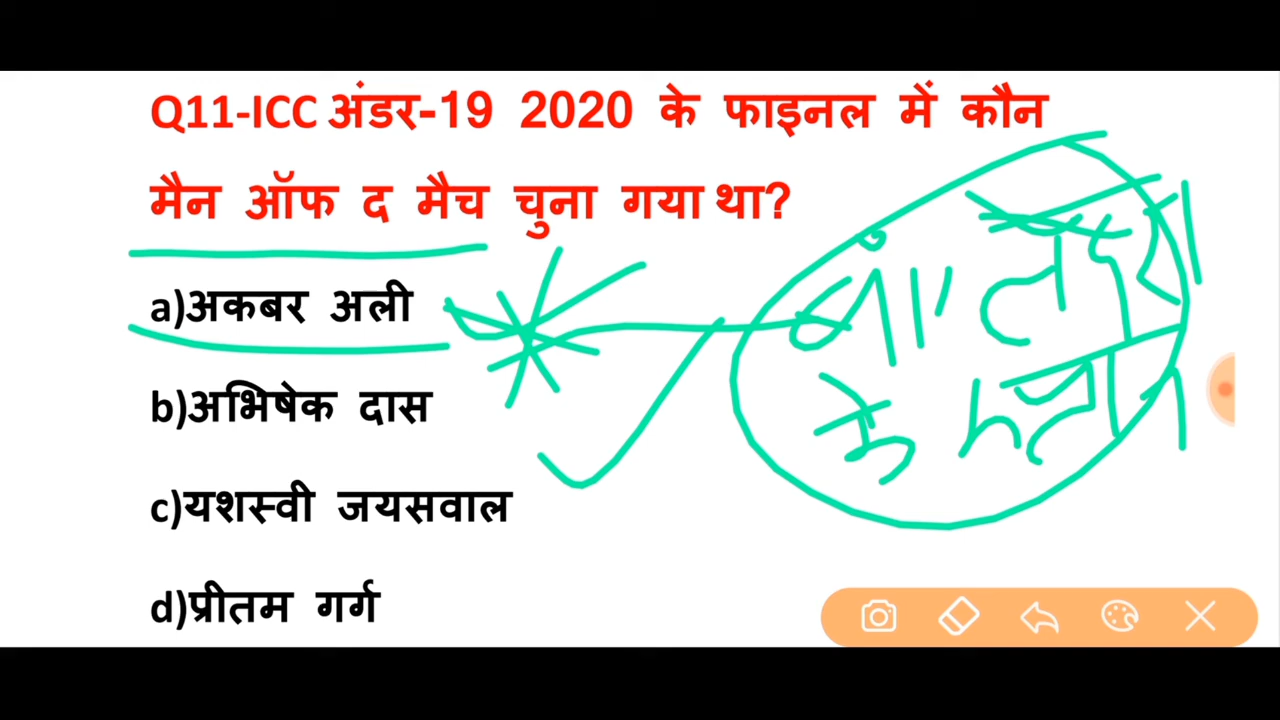 Q11-ICC अंडर-19 2020 के फाइनल में कौन
मैन ऑफ द मैच चुना गया था?
a)अकबर अली
b)अभिषेक दास
c)यशस्वी जयसवाल
d)प्रीतम गर्ग